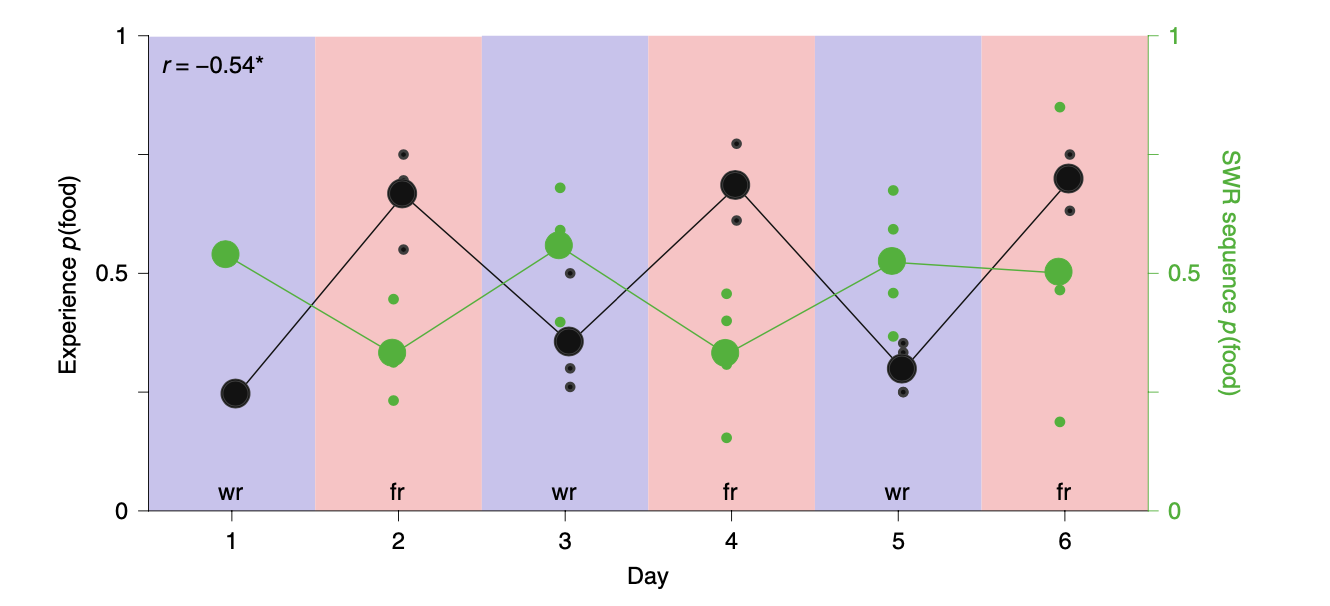 1
r = −0.54*
1
Experience p(food)
0.5
0.5
SWR sequence p(food)
wr fr wr fr wr fr
0
0
1 2 3 4 5 6
Day